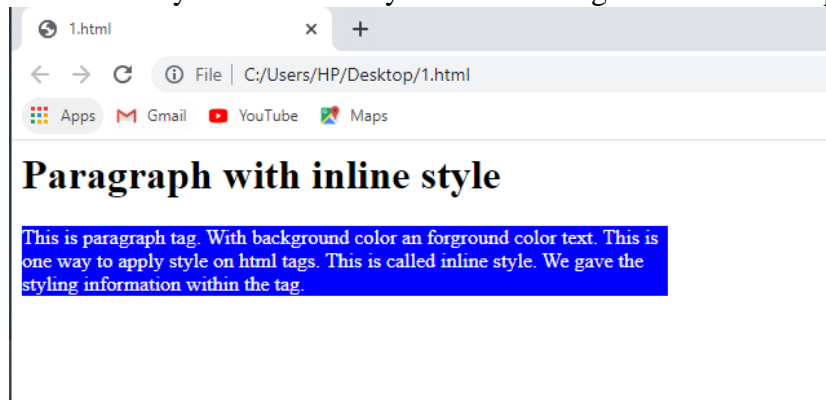 1.html
File C:/Users/HP/Desktop/1.html
Apps Gmail YouTube Maps
Paragraph with inline style
This is paragraph tag. With background color an forground color text. This is
one way to apply style on html tags. This is called inline style. We gave the
styling information within the tag.